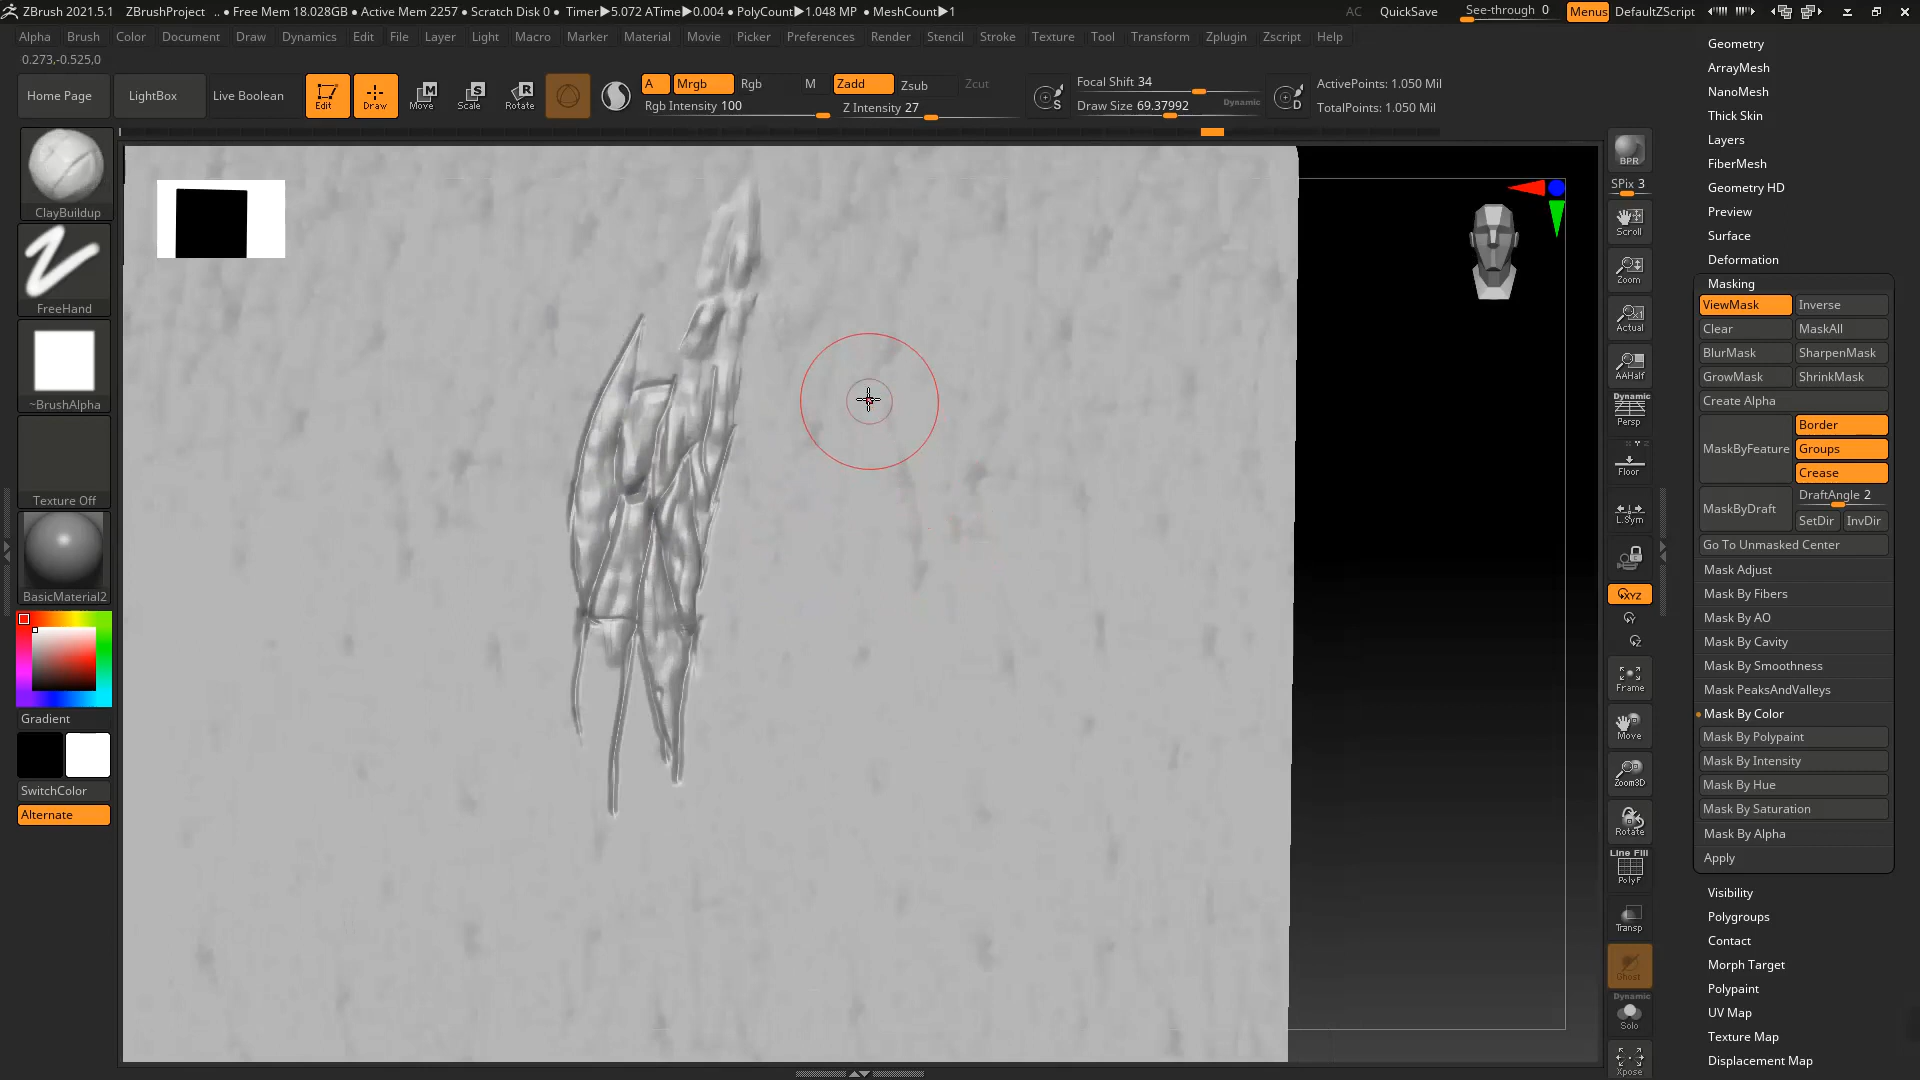 ZBrush 2021.5.1 ZBrushProject .. ● Free Mem 18.028GB ● Active Mem 2257 ● Scratch Disk 0 ● Timer▶5.072 ATime▶0.004 ● PolyCount▶1.048 MP ● MeshCount▶1 AC QuickSave See-through 0 Menus DefaultZScript
Alpha Brush Color Document Draw Dynamics Edit File Layer Light Macro Marker Material Movie Picker Preferences Render Stencil Stroke Texture Tool Transform Zplugin Zscript Help
0.273,-0.525,0
Home Page LightBox Live Boolean Edit Draw Move Scale Rotate
M S R
A Mrgb Rgb M Zadd Zsub Zcut
Rgb Intensity 100 Z Intensity 27
S Focal Shift 34
Draw Size 69.37992 Dynamic
D ActivePoints: 1.050 Mil
TotalPoints: 1.050 Mil
ClayBuildup
FreeHand
~BrushAlpha
Texture Off
BasicMaterial2
Gradient
SwitchColor
Alternate
BPR
SPix 3
Scroll
Zoom
Actual
AAHalf
Dynamic
Persp
Floor
L.Sym
XYZ
Y
Z
Frame
Move
Zoom3D
Rotate
Line Fill
PolyF
Transp
Ghost
Dynamic
Solo
Xpose
Geometry
ArrayMesh
NanoMesh
Thick Skin
Layers
FiberMesh
Geometry HD
Preview
Surface
Deformation
Masking
ViewMask Inverse
Clear MaskAll
BlurMask SharpenMask
GrowMask ShrinkMask
Create Alpha
MaskByFeature Border
Groups
Crease
MaskByDraft DraftAngle 2
SetDir InvDir
Go To Unmasked Center
Mask Adjust
Mask By Fibers
Mask By AO
Mask By Cavity
Mask By Smoothness
Mask PeaksAndValleys
Mask By Color
Mask By Polypaint
Mask By Intensity
Mask By Hue
Mask By Saturation
Mask By Alpha
Apply
Visibility
Polygroups
Contact
Morph Target
Polypaint
UV Map
Texture Map
Displacement Map